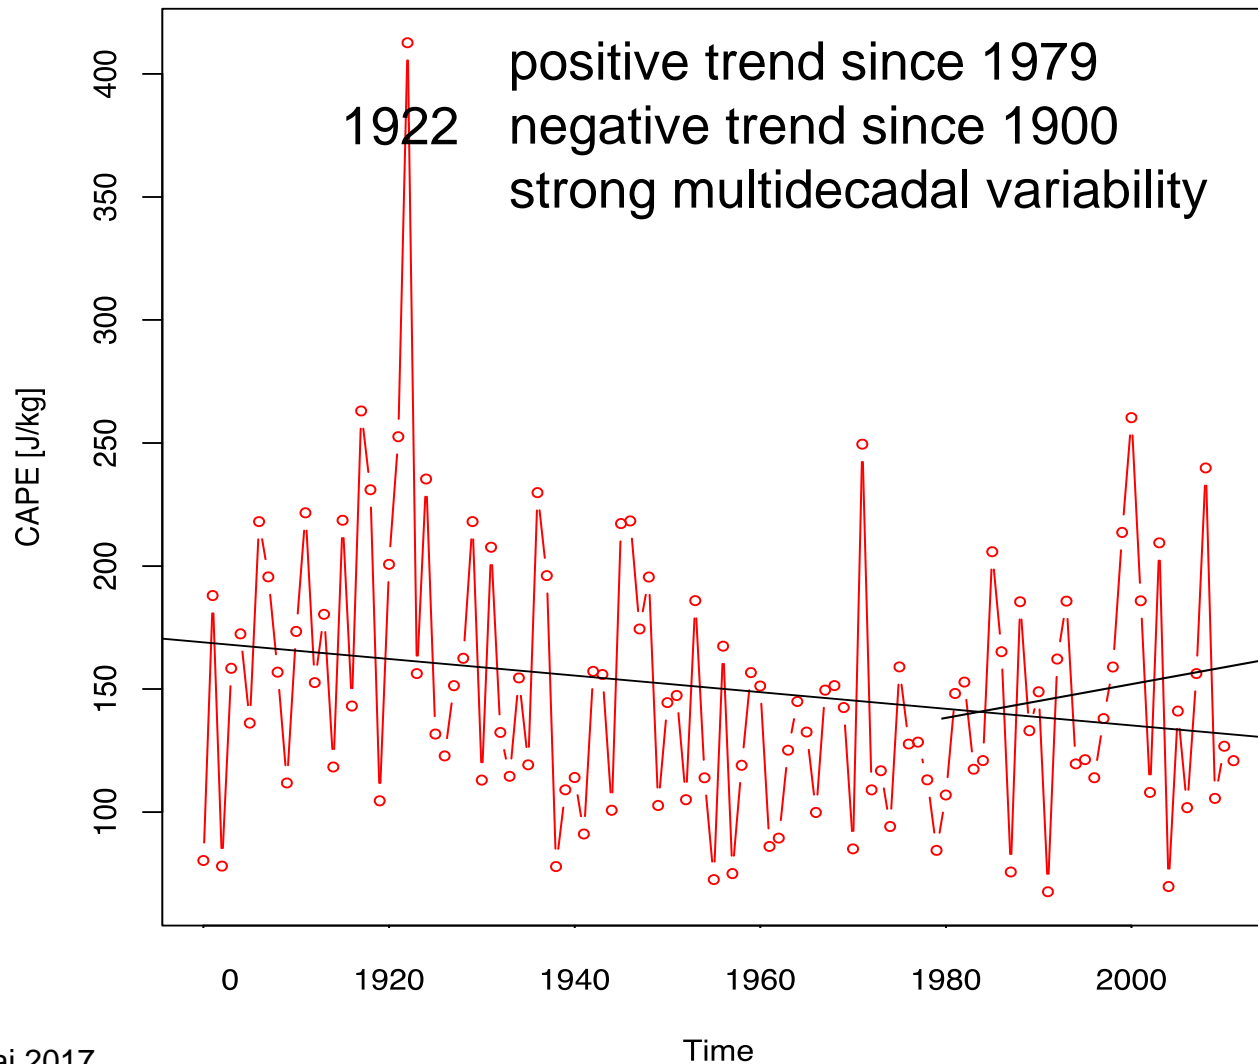 positive trend since 1979
1922 negative trend since 1900
strong multidecadal variability
400
350
300
250
200
150
100
CAPE [J/kg]
0 1920 1940 1960 1980 2000
Time
2017